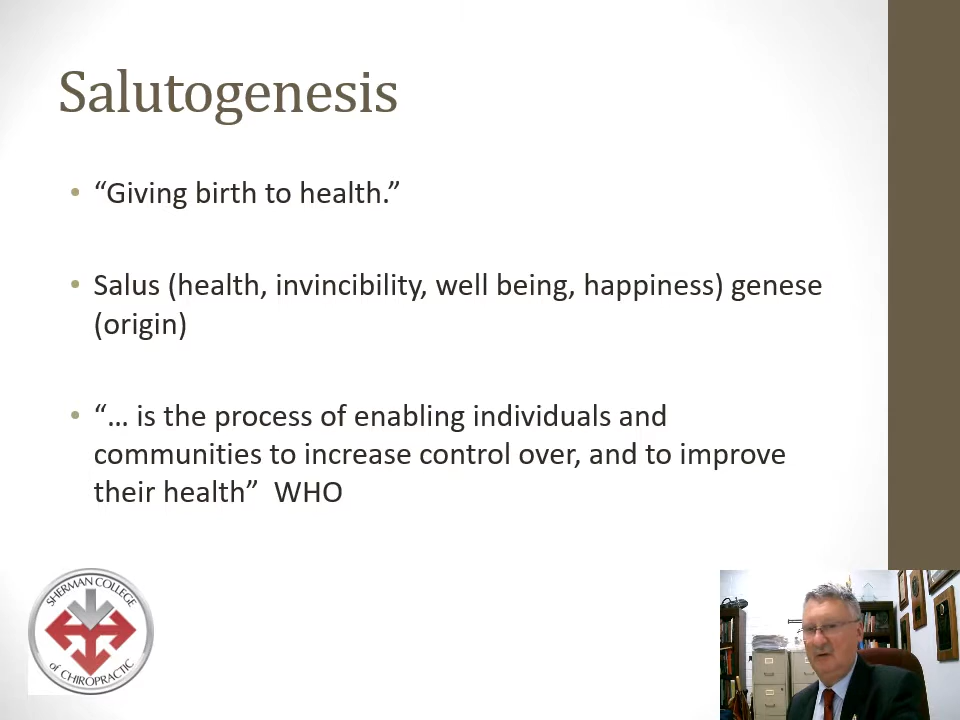 Salutogenesis
• “Giving birth to health.”
• Salus (health, invincibility, well being, happiness) genese
(origin)
• “… is the process of enabling individuals and
communities to increase control over, and to improve
their health”  WHO
SHERMAN COLLEGE
of CHIROPRACTIC